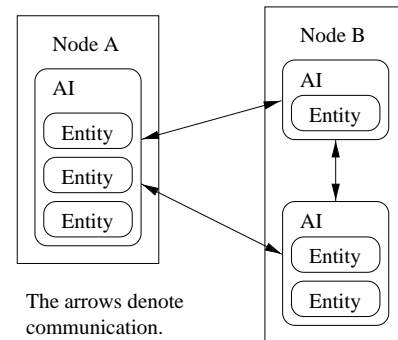 Node A
AI
Entity
Entity
Entity
Node B
AI
Entity
AI
Entity
Entity
The arrows denote
communication.